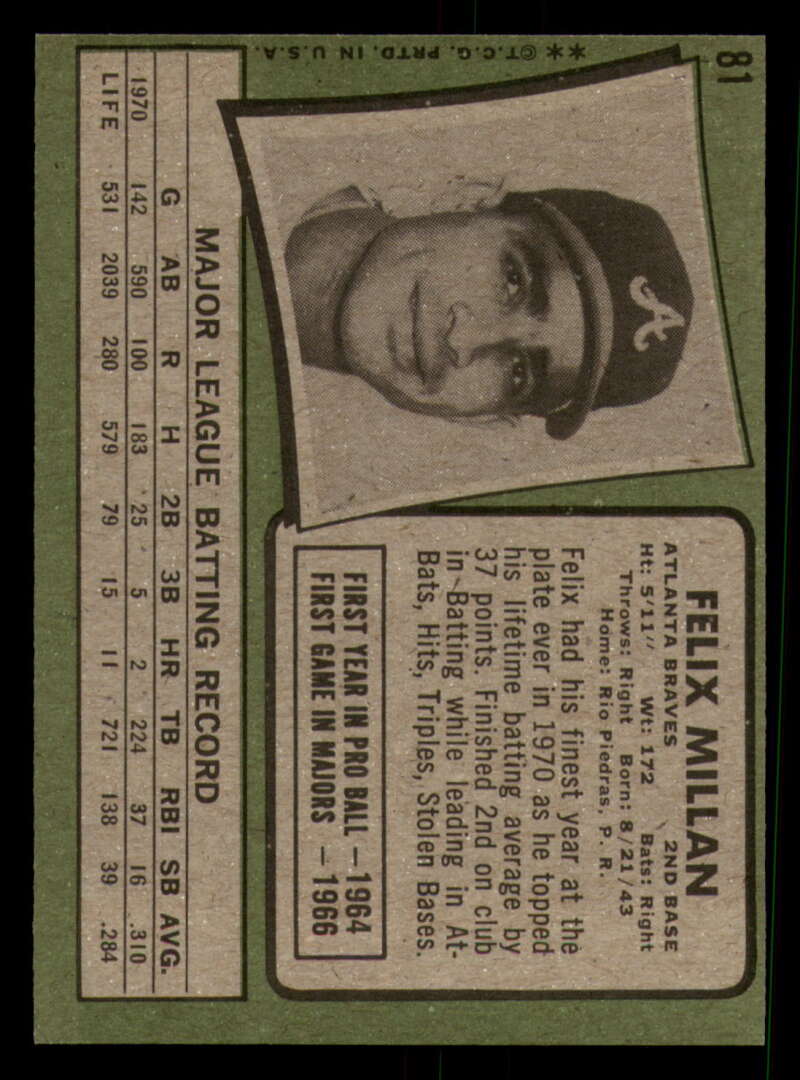 81
FELIX MILLAN
ATLANTA BRAVES 2ND BASE
Ht: 5'11" Wt: 172 Bats: Right
Throws: Right Born: 8/21/43
Home: Rio Piedras, P. R.
A
Felix had his finest year at the
plate ever in 1970 as he topped
his lifetime batting average by
37 points. Finished 2nd on club
in Batting while leading in At-
Bats, Hits, Triples, Stolen Bases.
FIRST YEAR IN PRO BALL – 1964
FIRST GAME IN MAJORS – 1966
MAJOR LEAGUE BATTING RECORD
G AB R H 2B 3B HR TB RBI SB AVG.
1970 142 590 100 183 25 5 2 224 37 16 .310
LIFE 531 2039 280 579 79 15 11 721 138 39 .284
**©T.C.G. PRTD. IN U.S.A.